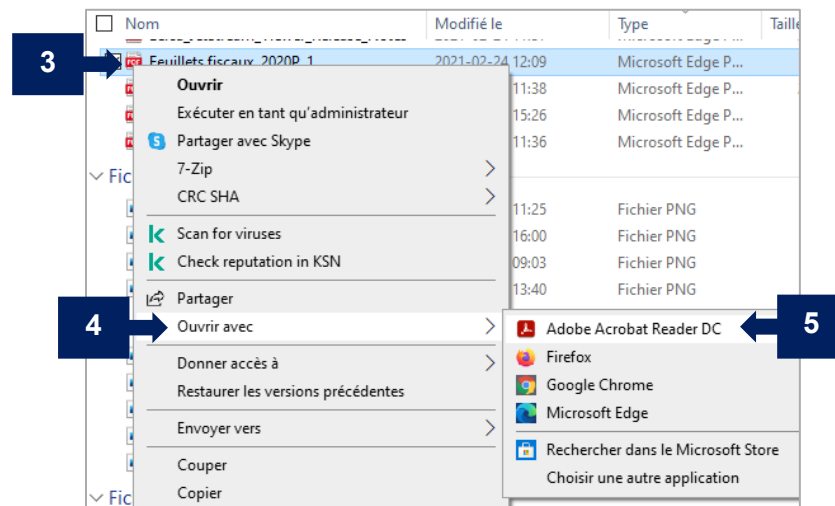 Nom Modifié le Type Taille
3
Feuillets fiscaux_2020P_1 2021-02-24 12:09 Microsoft Edge P...
Ouvrir
11:38 Microsoft Edge P...
Exécuter en tant qu'administrateur
15:26 Microsoft Edge P...
Partager avec Skype
11:36 Microsoft Edge P...
7-Zip
Fic
CRC SHA
11:25 Fichier PNG
Scan for viruses
16:00 Fichier PNG
Check reputation in KSN
09:03 Fichier PNG
13:40 Fichier PNG
Partager
4
Ouvrir avec
Adobe Acrobat Reader DC
5
Firefox
Donner accès à
Google Chrome
Restaurer les versions précédentes
Microsoft Edge
Envoyer vers
Rechercher dans le Microsoft Store
Couper
Choisir une autre application
Copier
Fic